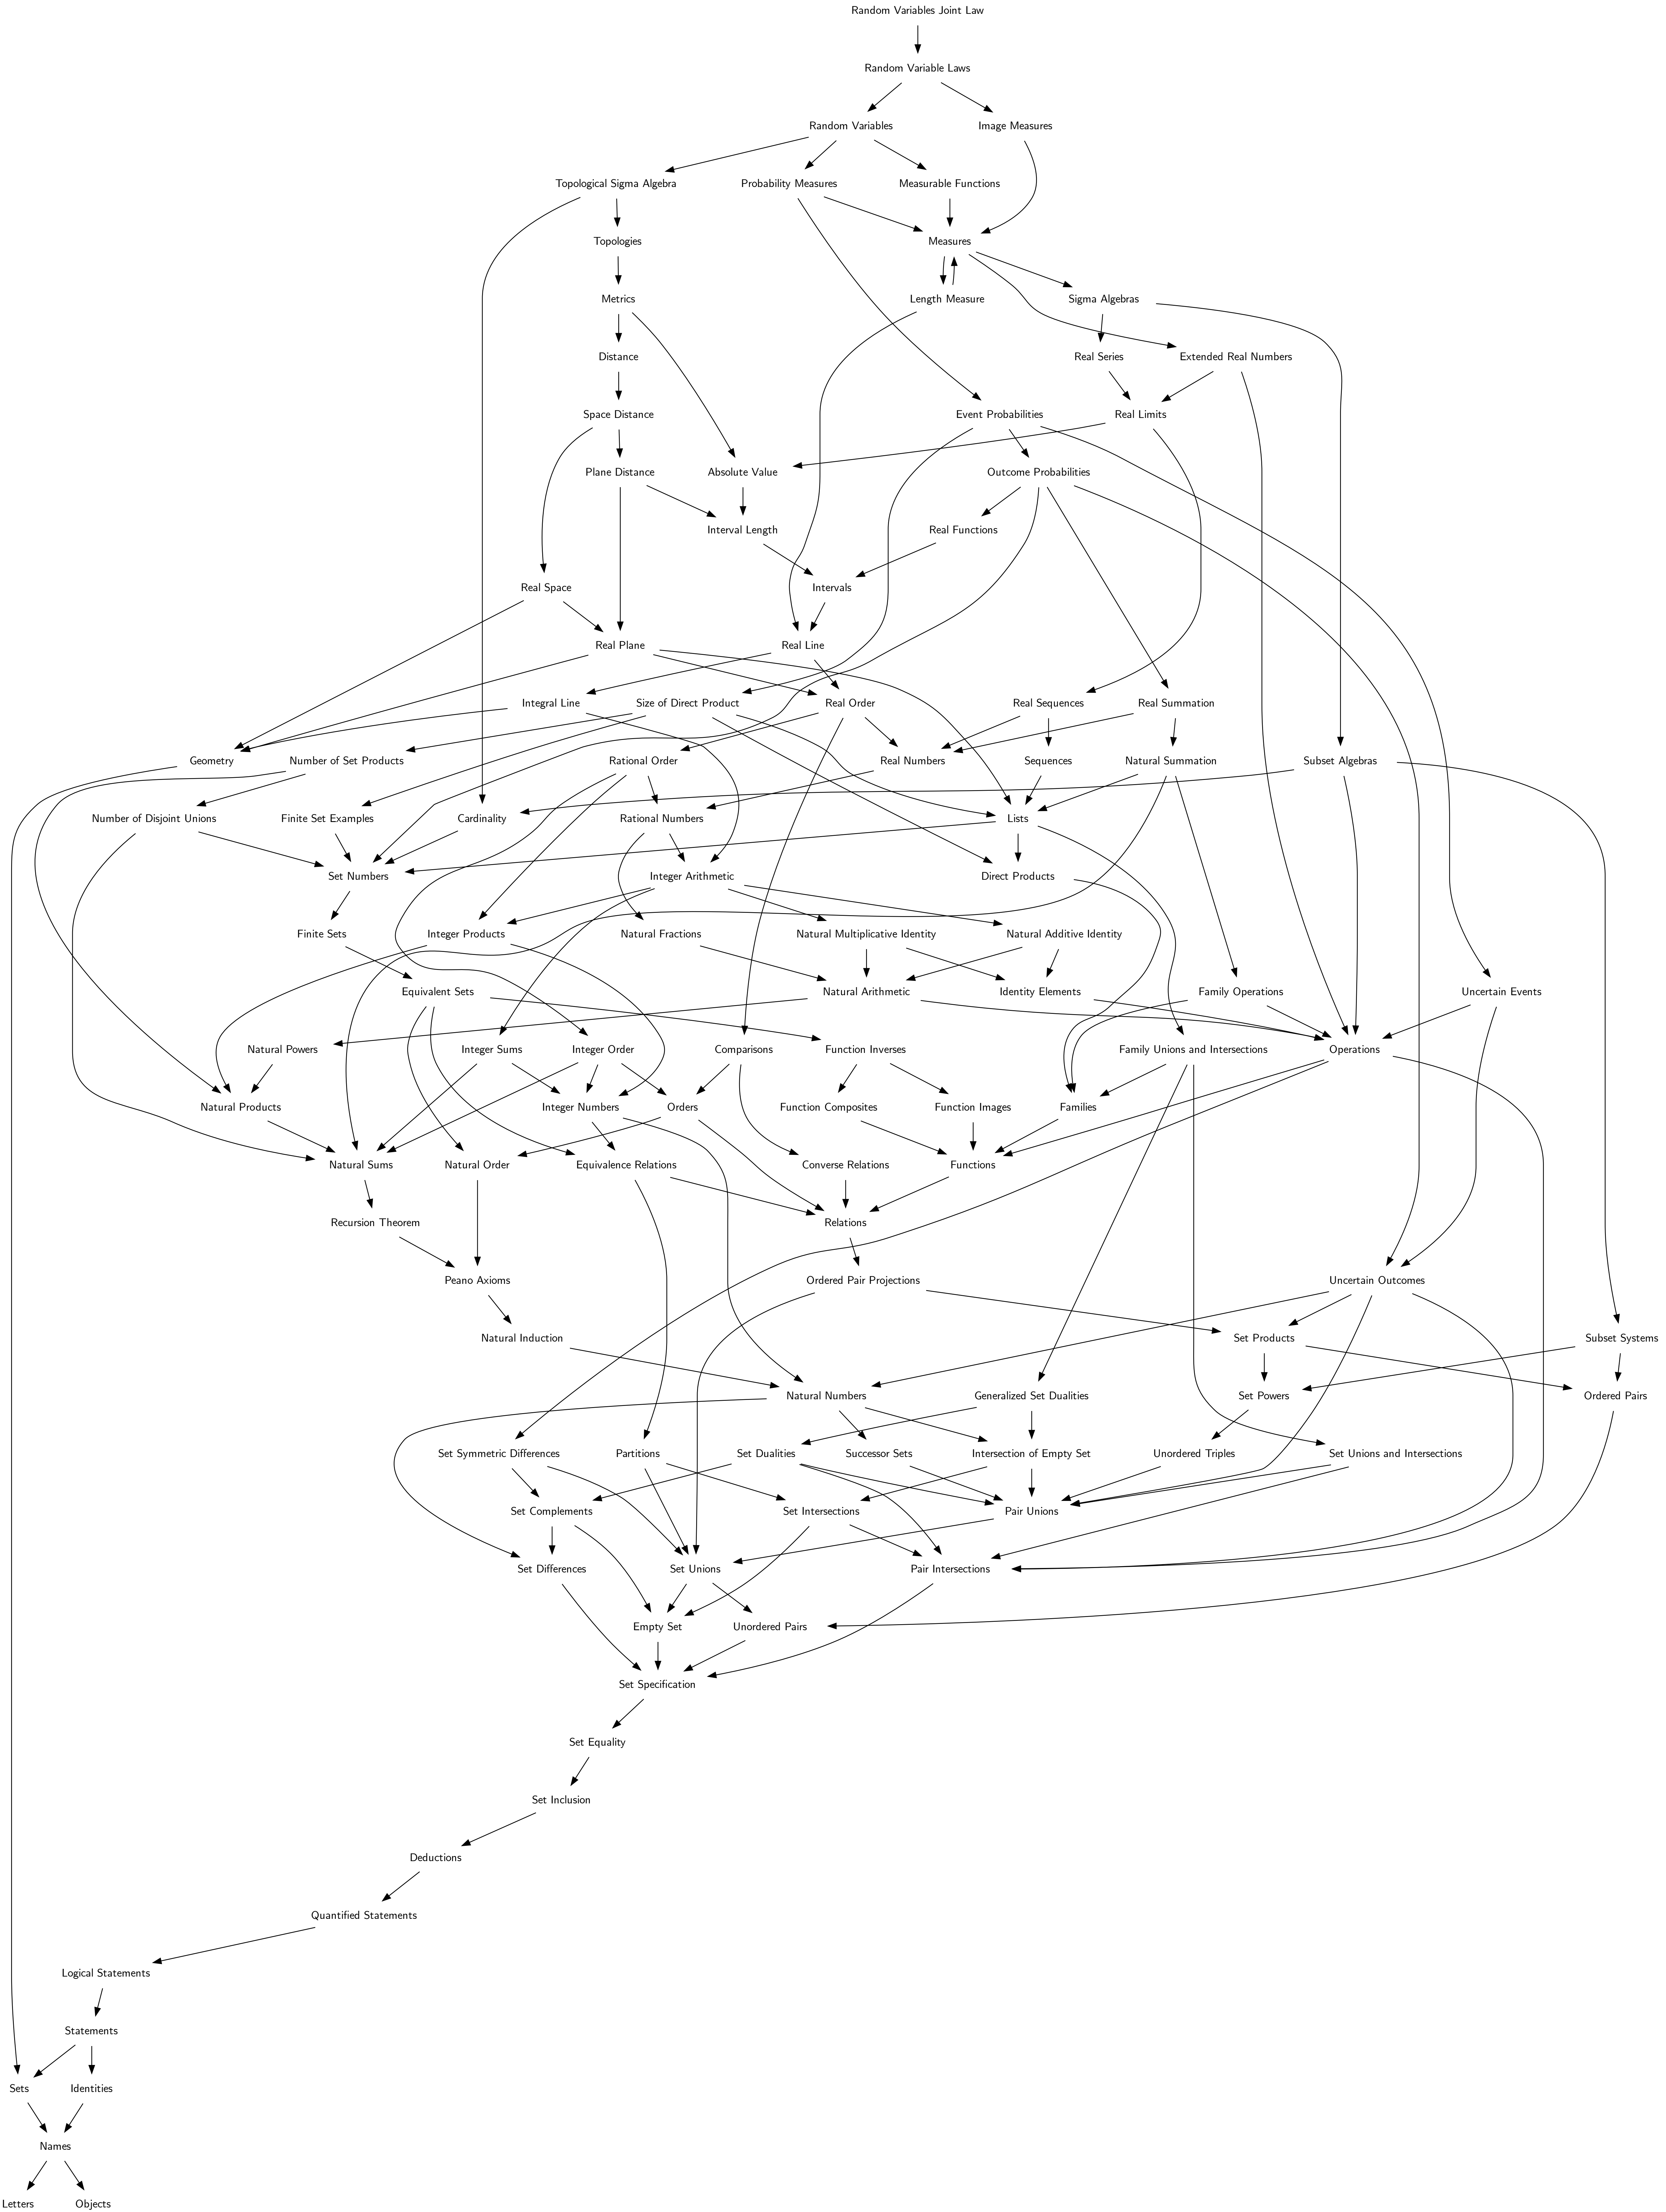 Random Variables Joint Law
Random Variable Laws
Random Variables
Image Measures
Topological Sigma Algebra
Probability Measures
Measurable Functions
Topologies
Measures
Metrics
Length Measure
Sigma Algebras
Distance
Real Series
Extended Real Numbers
Space Distance
Event Probabilities
Real Limits
Plane Distance
Absolute Value
Outcome Probabilities
Interval Length
Real Functions
Real Space
Intervals
Real Plane
Real Line
Integral Line
Size of Direct Product
Real Order
Real Sequences
Real Summation
Geometry
Number of Set Products
Rational Order
Real Numbers
Sequences
Natural Summation
Subset Algebras
Number of Disjoint Unions
Finite Set Examples
Cardinality
Rational Numbers
Lists
Set Numbers
Integer Arithmetic
Direct Products
Finite Sets
Integer Products
Natural Fractions
Natural Multiplicative Identity
Natural Additive Identity
Equivalent Sets
Natural Arithmetic
Identity Elements
Family Operations
Uncertain Events
Natural Powers
Integer Sums
Integer Order
Comparisons
Function Inverses
Family Unions and Intersections
Operations
Natural Products
Integer Numbers
Orders
Function Composites
Function Images
Families
Natural Sums
Natural Order
Equivalence Relations
Converse Relations
Functions
Recursion Theorem
Relations
Peano Axioms
Ordered Pair Projections
Uncertain Outcomes
Natural Induction
Set Products
Subset Systems
Natural Numbers
Generalized Set Dualities
Set Powers
Ordered Pairs
Set Symmetric Differences
Partitions
Set Dualities
Successor Sets
Intersection of Empty Set
Unordered Triples
Set Unions and Intersections
Set Complements
Set Intersections
Pair Unions
Set Differences
Set Unions
Pair Intersections
Empty Set
Unordered Pairs
Set Specification
Set Equality
Set Inclusion
Deductions
Quantified Statements
Logical Statements
Statements
Sets
Identities
Names
Letters
Objects